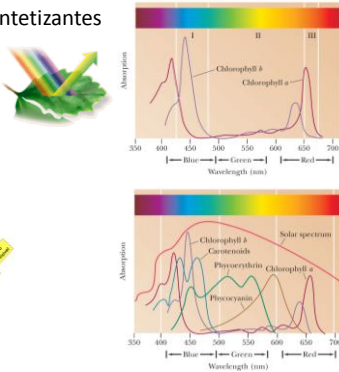 ntetizantes
I
II
III
Chlorophyll b
Chlorophyll a
Absorption
350 400 450 500 550 600 650 700
Blue Green Red
Wavelength (nm)
Solar spectrum
Chlorophyll b
Carotenoids
Phycoerythrin
Chlorophyll a
Phycocyanin
Absorption
350 400 450 500 550 600 650 700
Blue Green Red
Wavelength (nm)